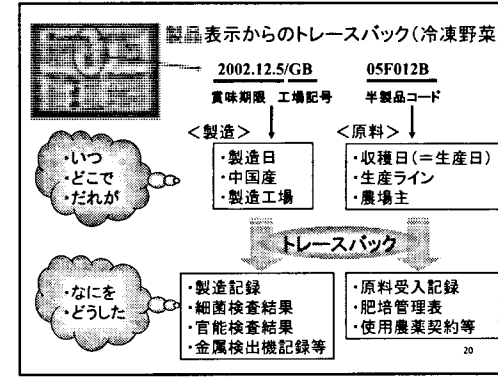 製品表示からのトレースバック(冷凍野菜
2002.12.5/GB
05F012B
賞味期限 工場記号
半製品コード
<製造>
<原料>
・いつ
・どこで
・だれが
・製造日
・中国産
・製造工場
・収穫日(=生産日)
・生産ライン
・農場主
トレースバック
・なにを
・どうした
・製造記録
・細菌検査結果
・官能検査結果
・金属検出機記録等
・原料受入記録
・肥培管理表
・使用農薬契約等
20